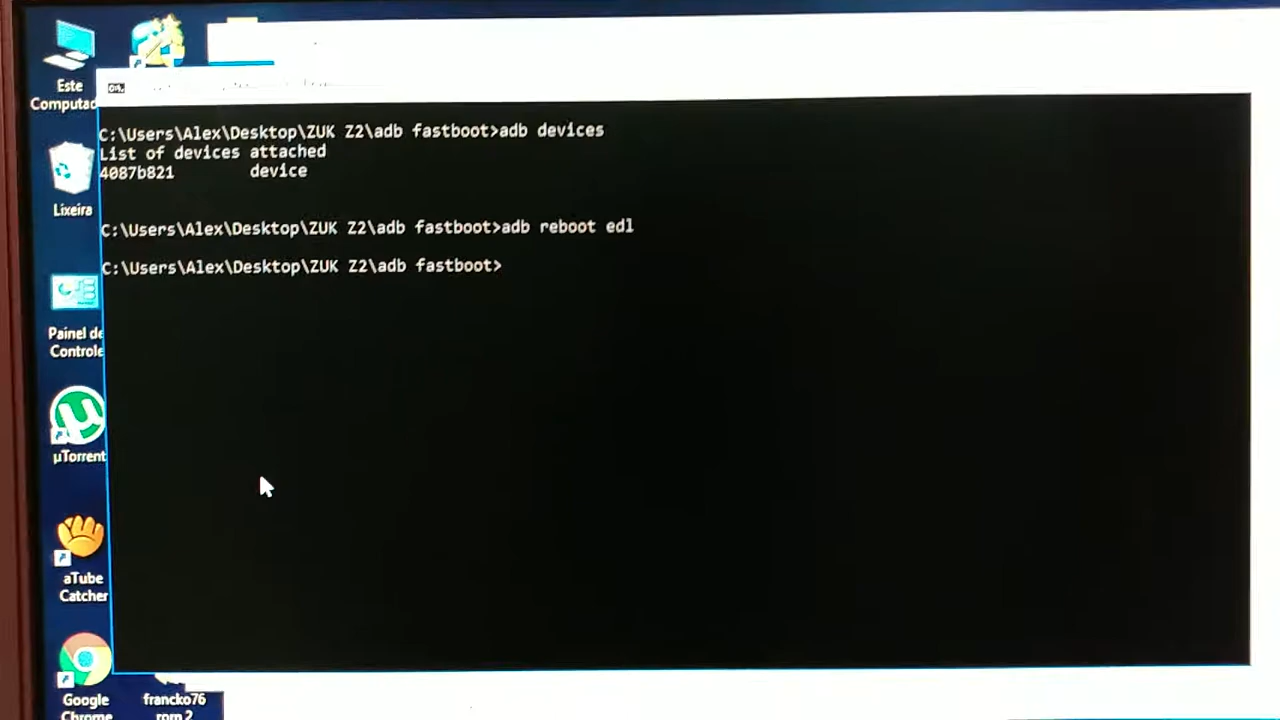 Este
Computad
C:\Users\Alex\Desktop\ZUK Z2\adb fastboot>adb devices
List of devices attached
4087b821 device
C:\Users\Alex\Desktop\ZUK Z2\adb fastboot>adb reboot edl
C:\Users\Alex\Desktop\ZUK Z2\adb fastboot>
Lixeira
Painel de
Controle
µTorrent
aTube
Catcher
Google
Chrome
francko76
rom 2